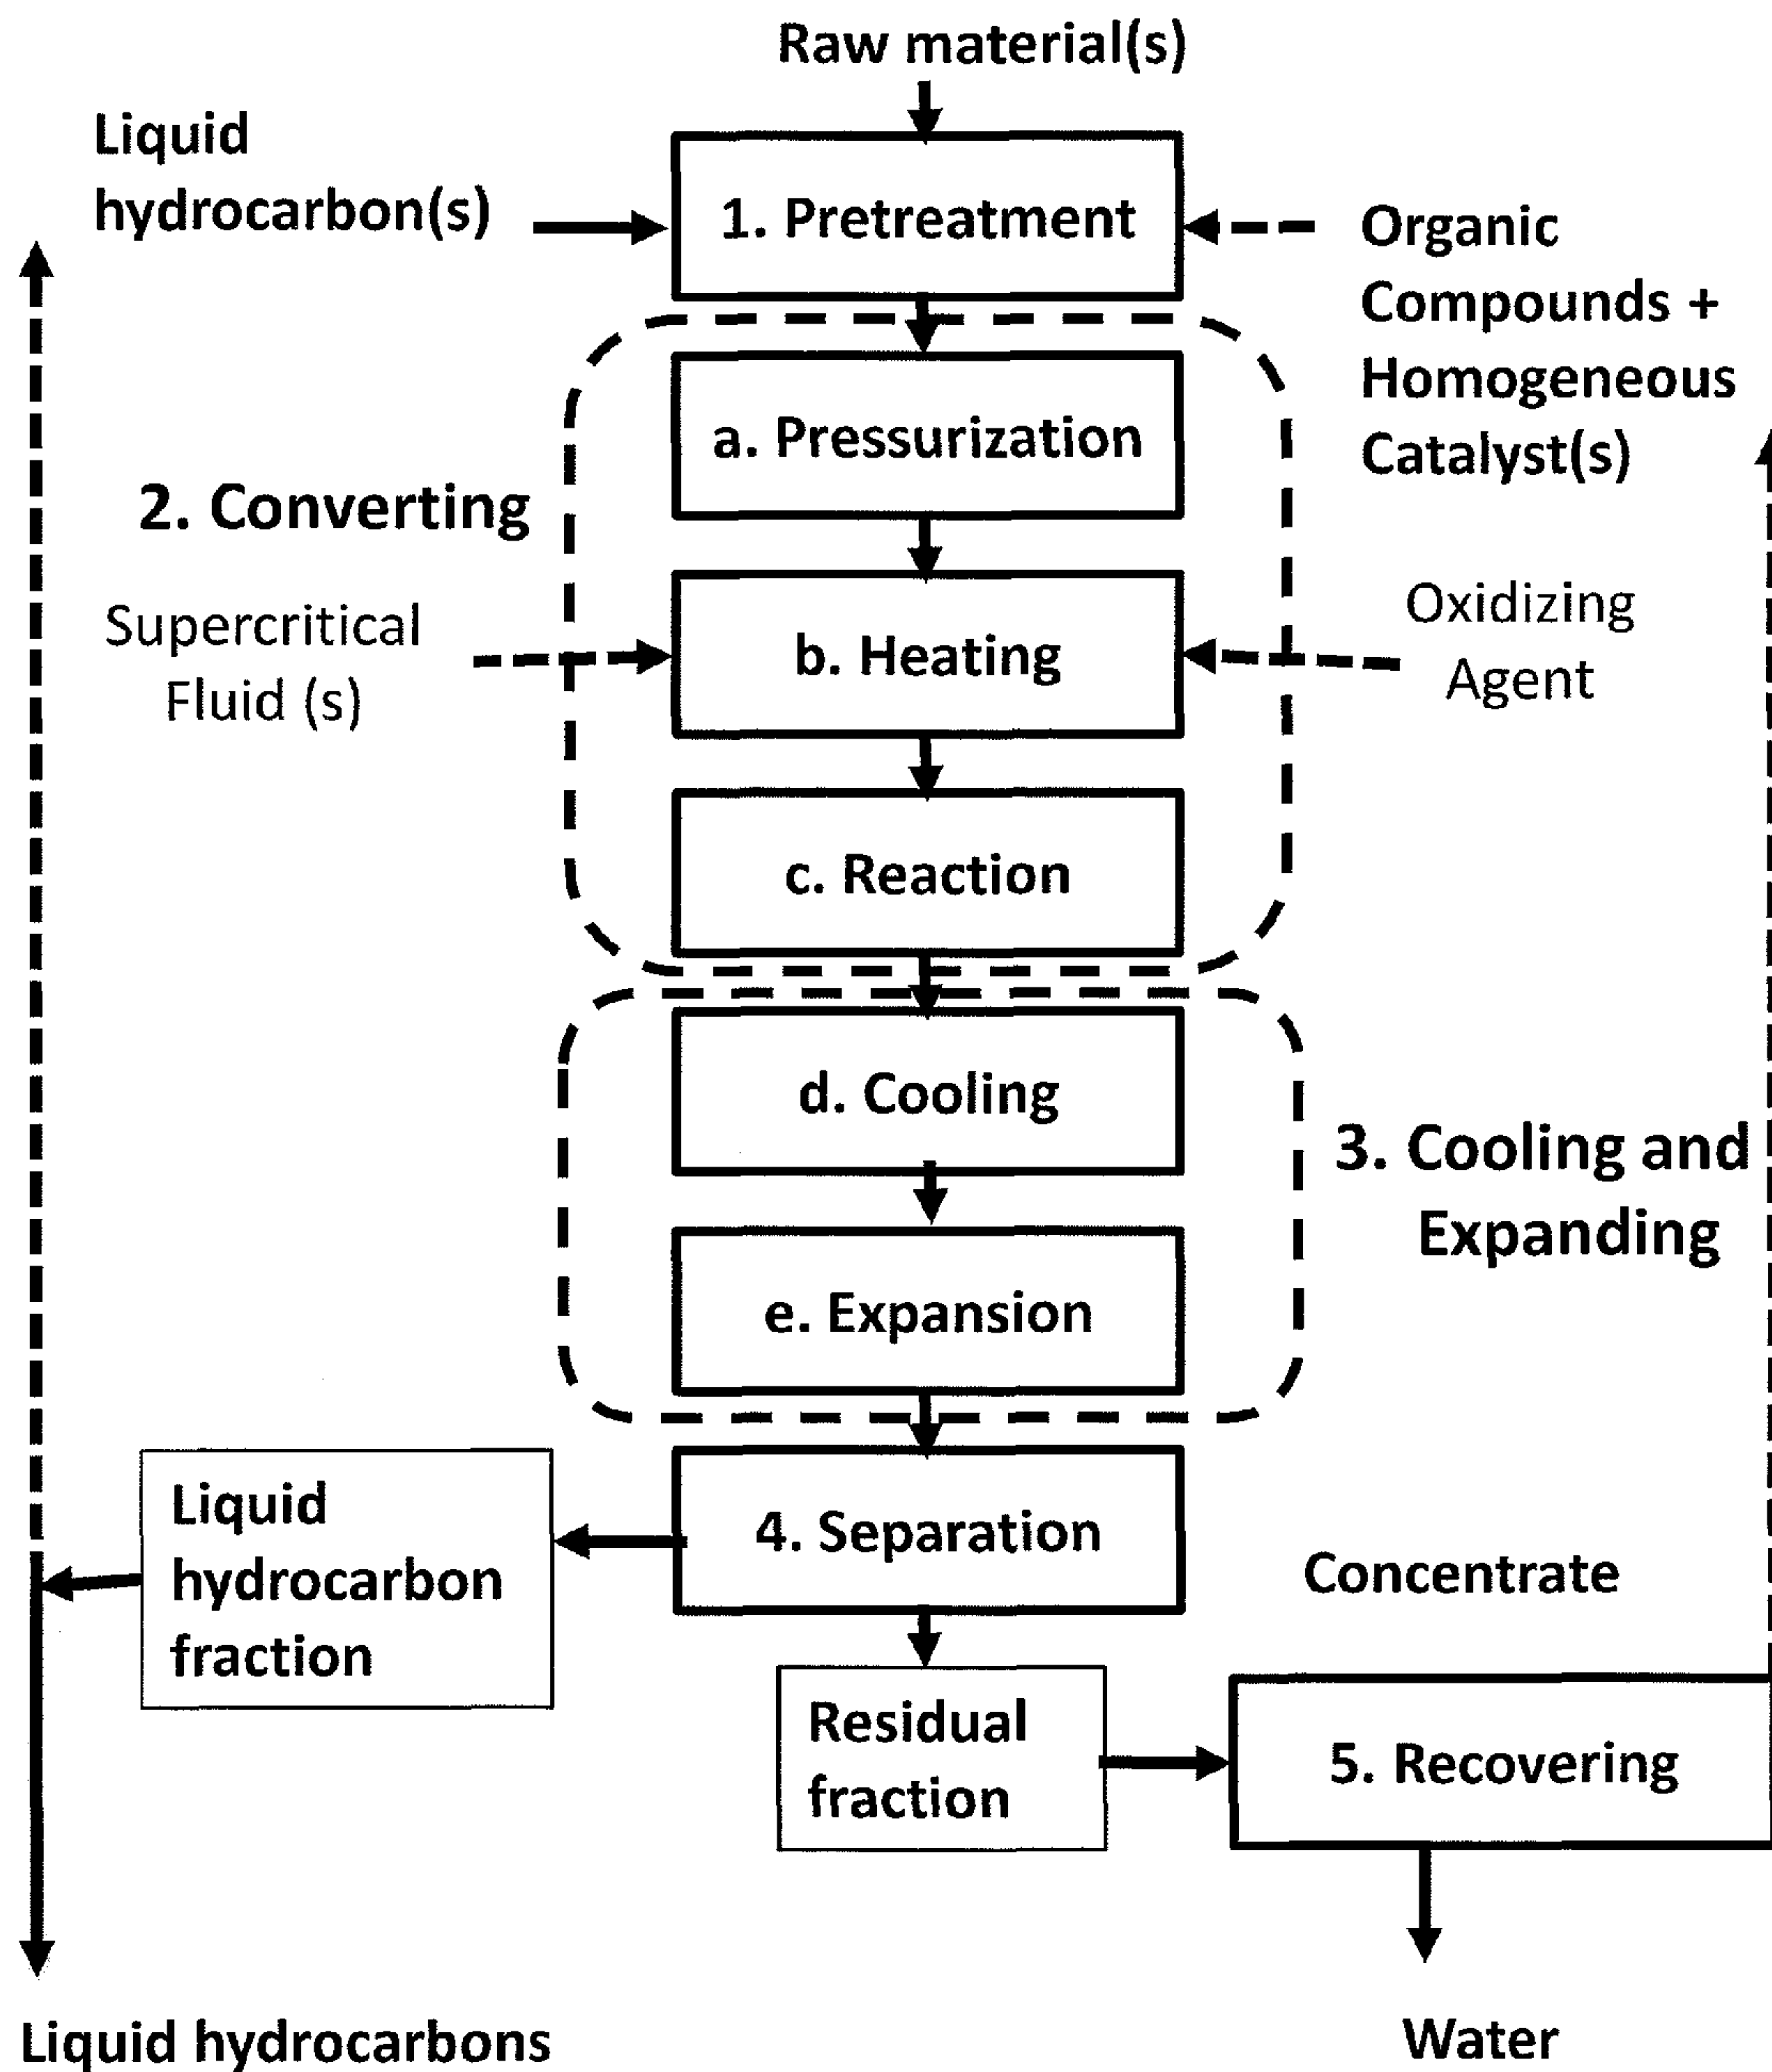 Raw material(s)
Liquid
hydrocarbon(s)
1. Pretreatment
Organic
Compounds +
Homogeneous
Catalyst(s)
a. Pressurization
2. Converting
Supercritical
Fluid (s)
b. Heating
Oxidizing
Agent
c. Reaction
d. Cooling
3. Cooling and
Expanding
e. Expansion
Liquid
hydrocarbon
fraction
4. Separation
Concentrate
Residual
fraction
5. Recovering
Liquid hydrocarbons
Water